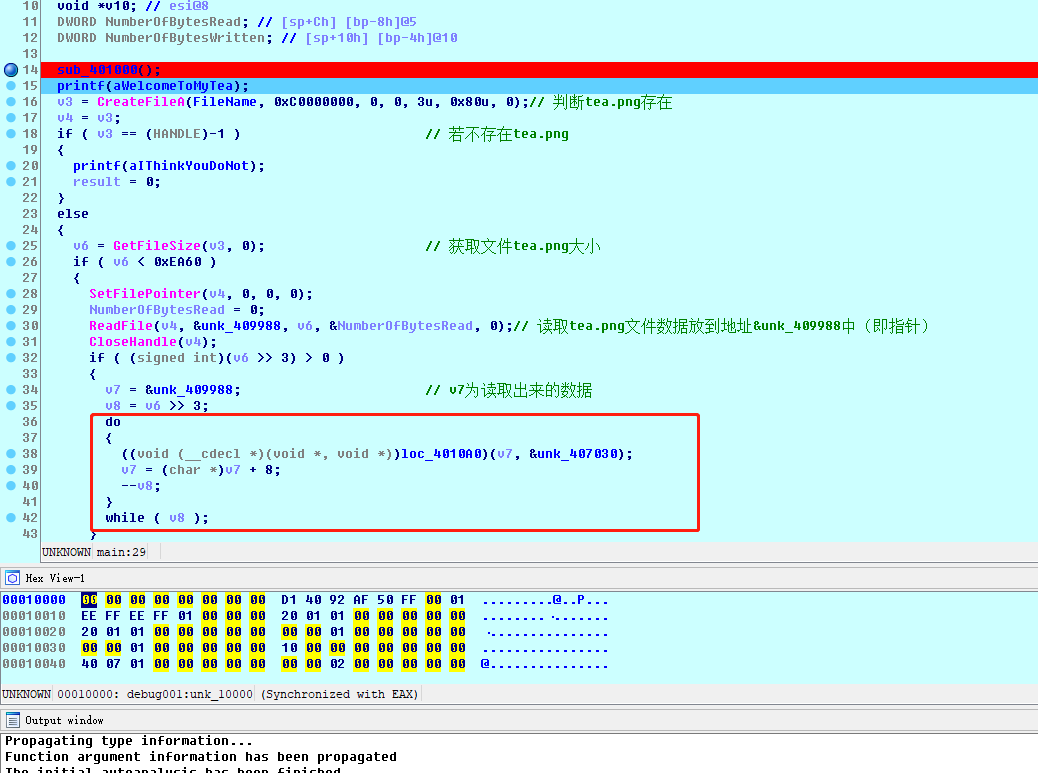 10 void *v10; // esi@8
11 DWORD NumberOfBytesRead; // [sp+Ch] [bp-8h]@5
12 DWORD NumberOfBytesWritten; // [sp+10h] [bp-4h]@10
13
14 sub_401000();
15 printf(aWelcomeToMyTea);
16 v3 = CreateFileA(FileName, 0xC0000000, 0, 0, 3u, 0x80u, 0);// 判断tea.png存在
17 v4 = v3;
18 if ( v3 == (HANDLE)-1 ) // 若不存在tea.png
19 {
20 printf(aIThinkYouDoNot);
21 result = 0;
22 }
23 else
24 {
25 v6 = GetFileSize(v3, 0); // 获取文件tea.png大小
26 if ( v6 < 0xEA60 )
27 {
28 SetFilePointer(v4, 0, 0, 0);
29 NumberOfBytesRead = 0;
30 ReadFile(v4, &unk_409988, v6, &NumberOfBytesRead, 0);// 读取tea.png文件数据放到地址&unk_409988中（即指针）
31 CloseHandle(v4);
32 if ( (signed int)(v6 >> 3) > 0 )
33 {
34 v7 = &unk_409988; // v7为读取出来的数据
35 v8 = v6 >> 3;
36 do
37 {
38 ((void (__cdecl *)(void *, void *))loc_4010A0)(v7, &unk_407030);
39 v7 = (char *)v7 + 8;
40 --v8;
41 }
42 while ( v8 );
43 }
UNKNOWN main:29
Hex View-1
00010000 00 00 00 00 00 00 00 00 D1 40 92 AF 50 FF 00 01 .........@..P...
00010010 EE FF EE FF 01 00 00 00 20 01 01 00 00 00 00 00 ........ .......
00010020 20 01 01 00 00 00 00 00 00 00 01 00 00 00 00 00 ...............
00010030 00 00 01 00 00 00 00 00 10 00 00 00 00 00 00 00 ................
00010040 40 07 01 00 00 00 00 00 00 00 02 00 00 00 00 00 @...............
UNKNOWN 00010000: debug001:unk_10000 (Synchronized with EAX)
Output window
Propagating type information...
Function argument information has been propagated
The initial autoanalysis has been finished.